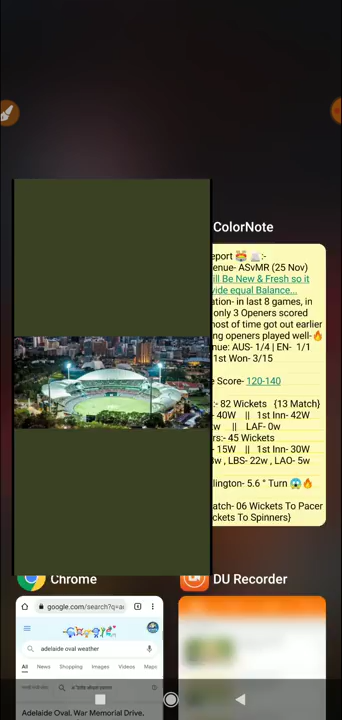 ColorNote
eport 🎊 ☁️:-
enue- ASvMR (25 Nov)
ill Be New & Fresh so it
vide equal Balance...
ation- in last 8 games, in
only 3 Openers scored
nost of time got out earlier
ng openers played well-🔥
nue: AUS- 1/4 | EN- 1/1
1st Won- 3/15
e Score- 120-140
:- 82 Wickets {13 Match}
- 40W || 1st Inn- 42W
w || LAF- 0w
rs:- 45 Wickets
- 15W || 1st Inn- 30W
3w , LBS- 22w , LAO- 5w
llington- 5.6 ° Turn 😱🔥
atch- 06 Wickets To Pacer
ckets To Spinners}
Chrome
DU Recorder
google.com/search?q=a
adelaide oval weather
All News Shopping Images Videos Maps
Adelaide Oval, War Memorial Drive,